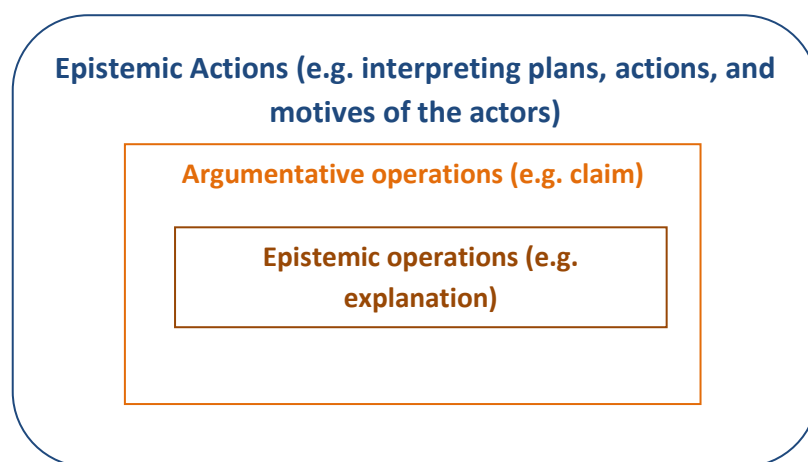 Epistemic Actions (e.g. interpreting plans, actions, and
motives of the actors)
Argumentative operations (e.g. claim)
Epistemic operations (e.g.
explanation)